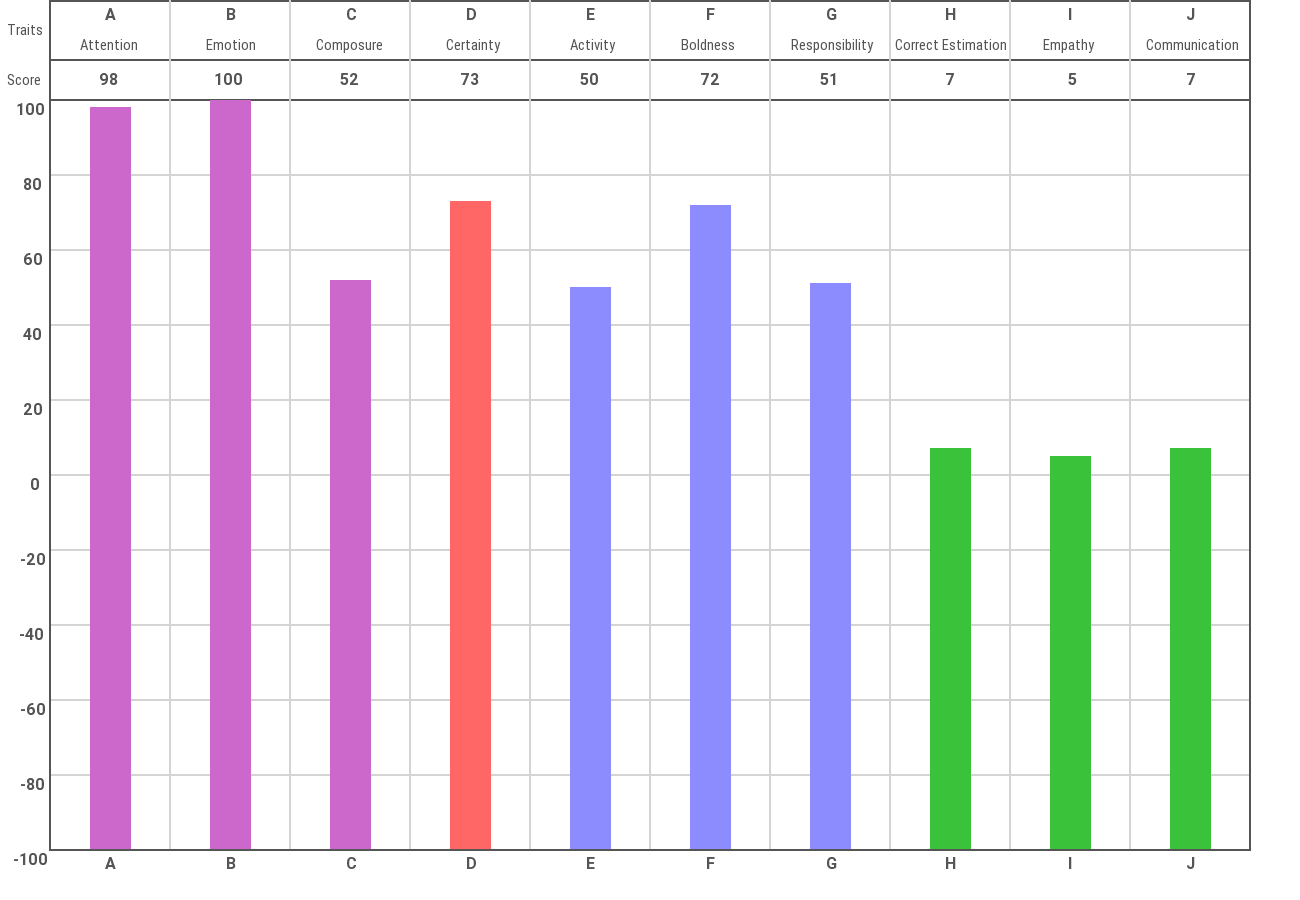 Traits
A B C D E F G H I J
Attention Emotion Composure Certainty Activity Boldness Responsibility Correct Estimation Empathy Communication
Score 98 100 52 73 50 72 51 7 5 7
100
80
60
40
20
0
-20
-40
-60
-80
-100
A B C D E F G H I J